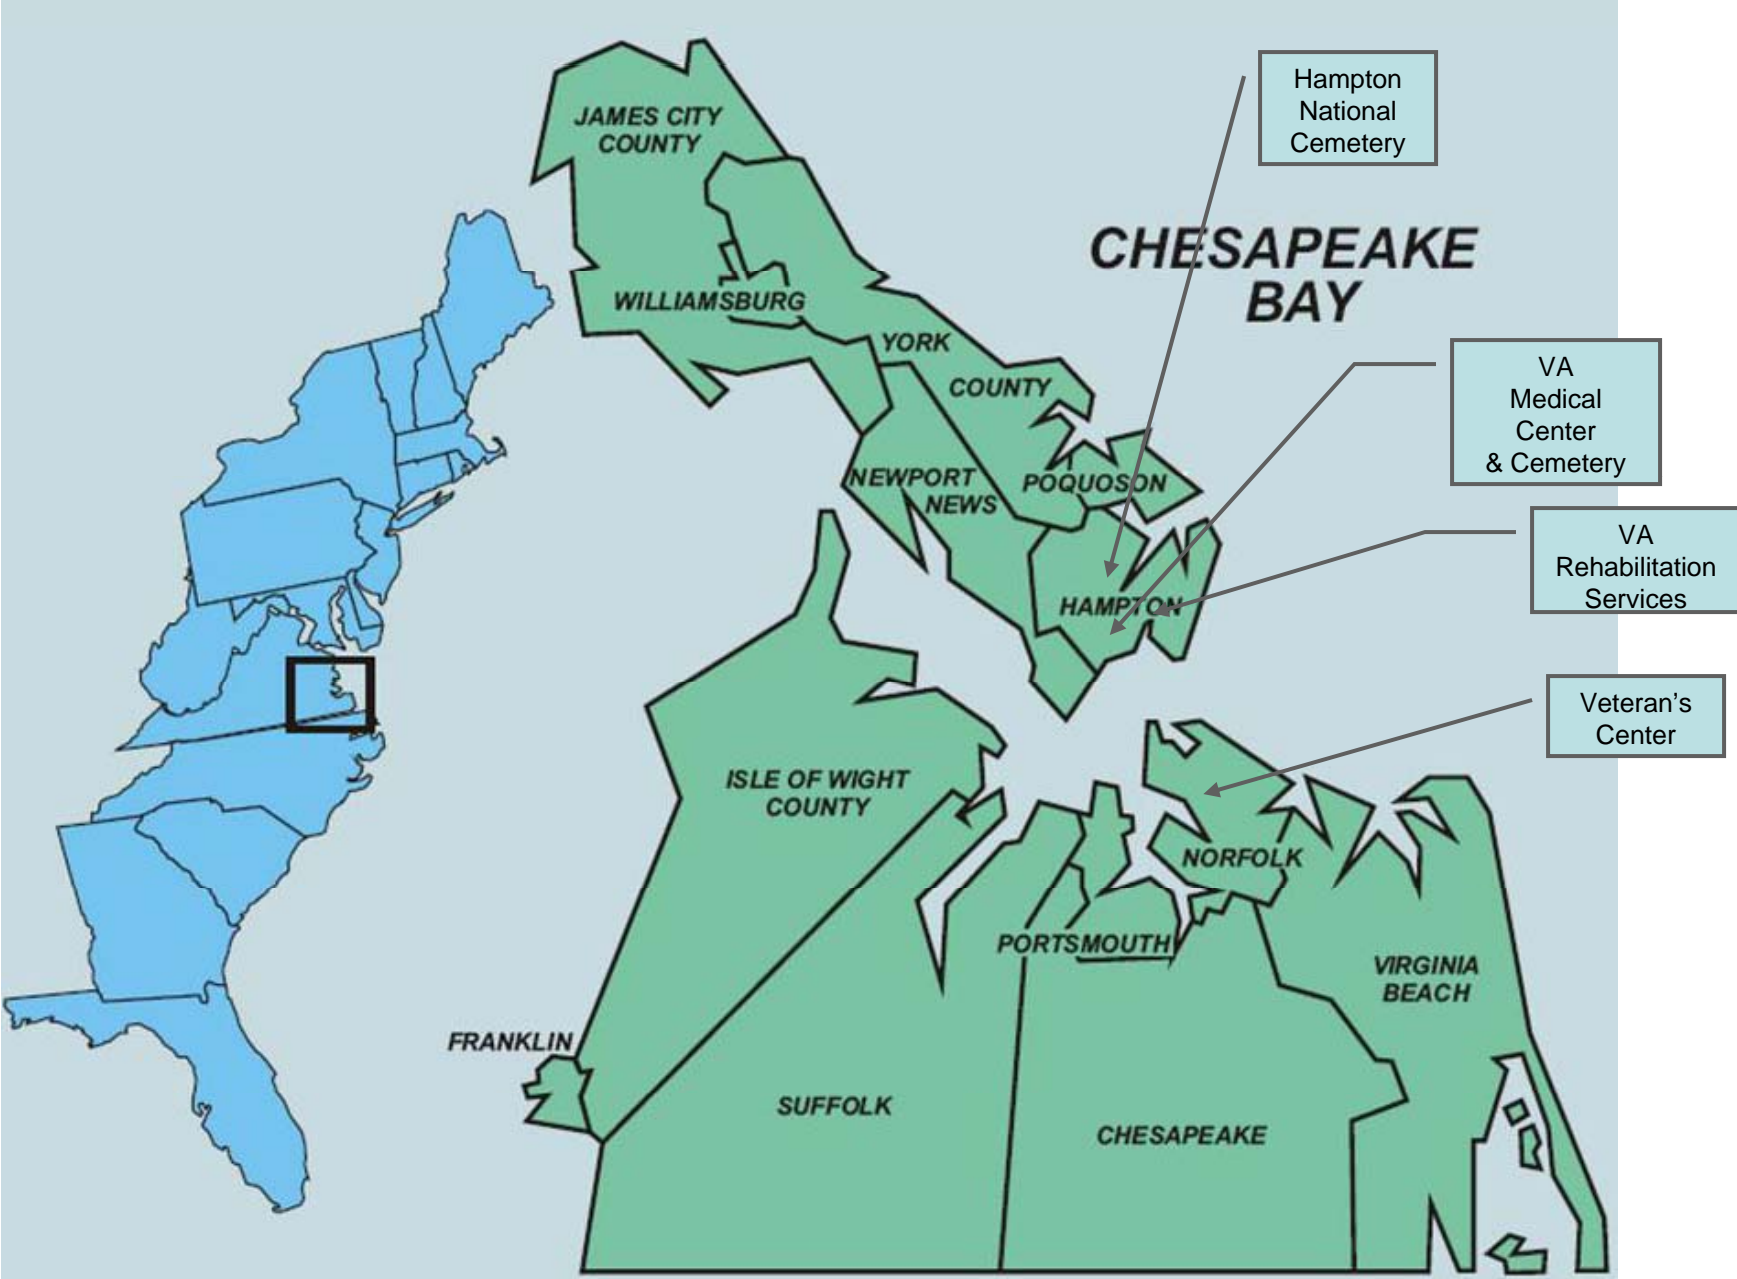 JAMES CITY
COUNTY
WILLIAMSBURG
YORK
COUNTY
NEWPORT
NEWS
POQUOSON
HAMPTON
CHESAPEAKE
BAY
Hampton
National
Cemetery
VA
Medical
Center
& Cemetery
VA
Rehabilitation
Services
Veteran’s
Center
ISLE OF WIGHT
COUNTY
NORFOLK
PORTSMOUTH
VIRGINIA
BEACH
FRANKLIN
SUFFOLK
CHESAPEAKE